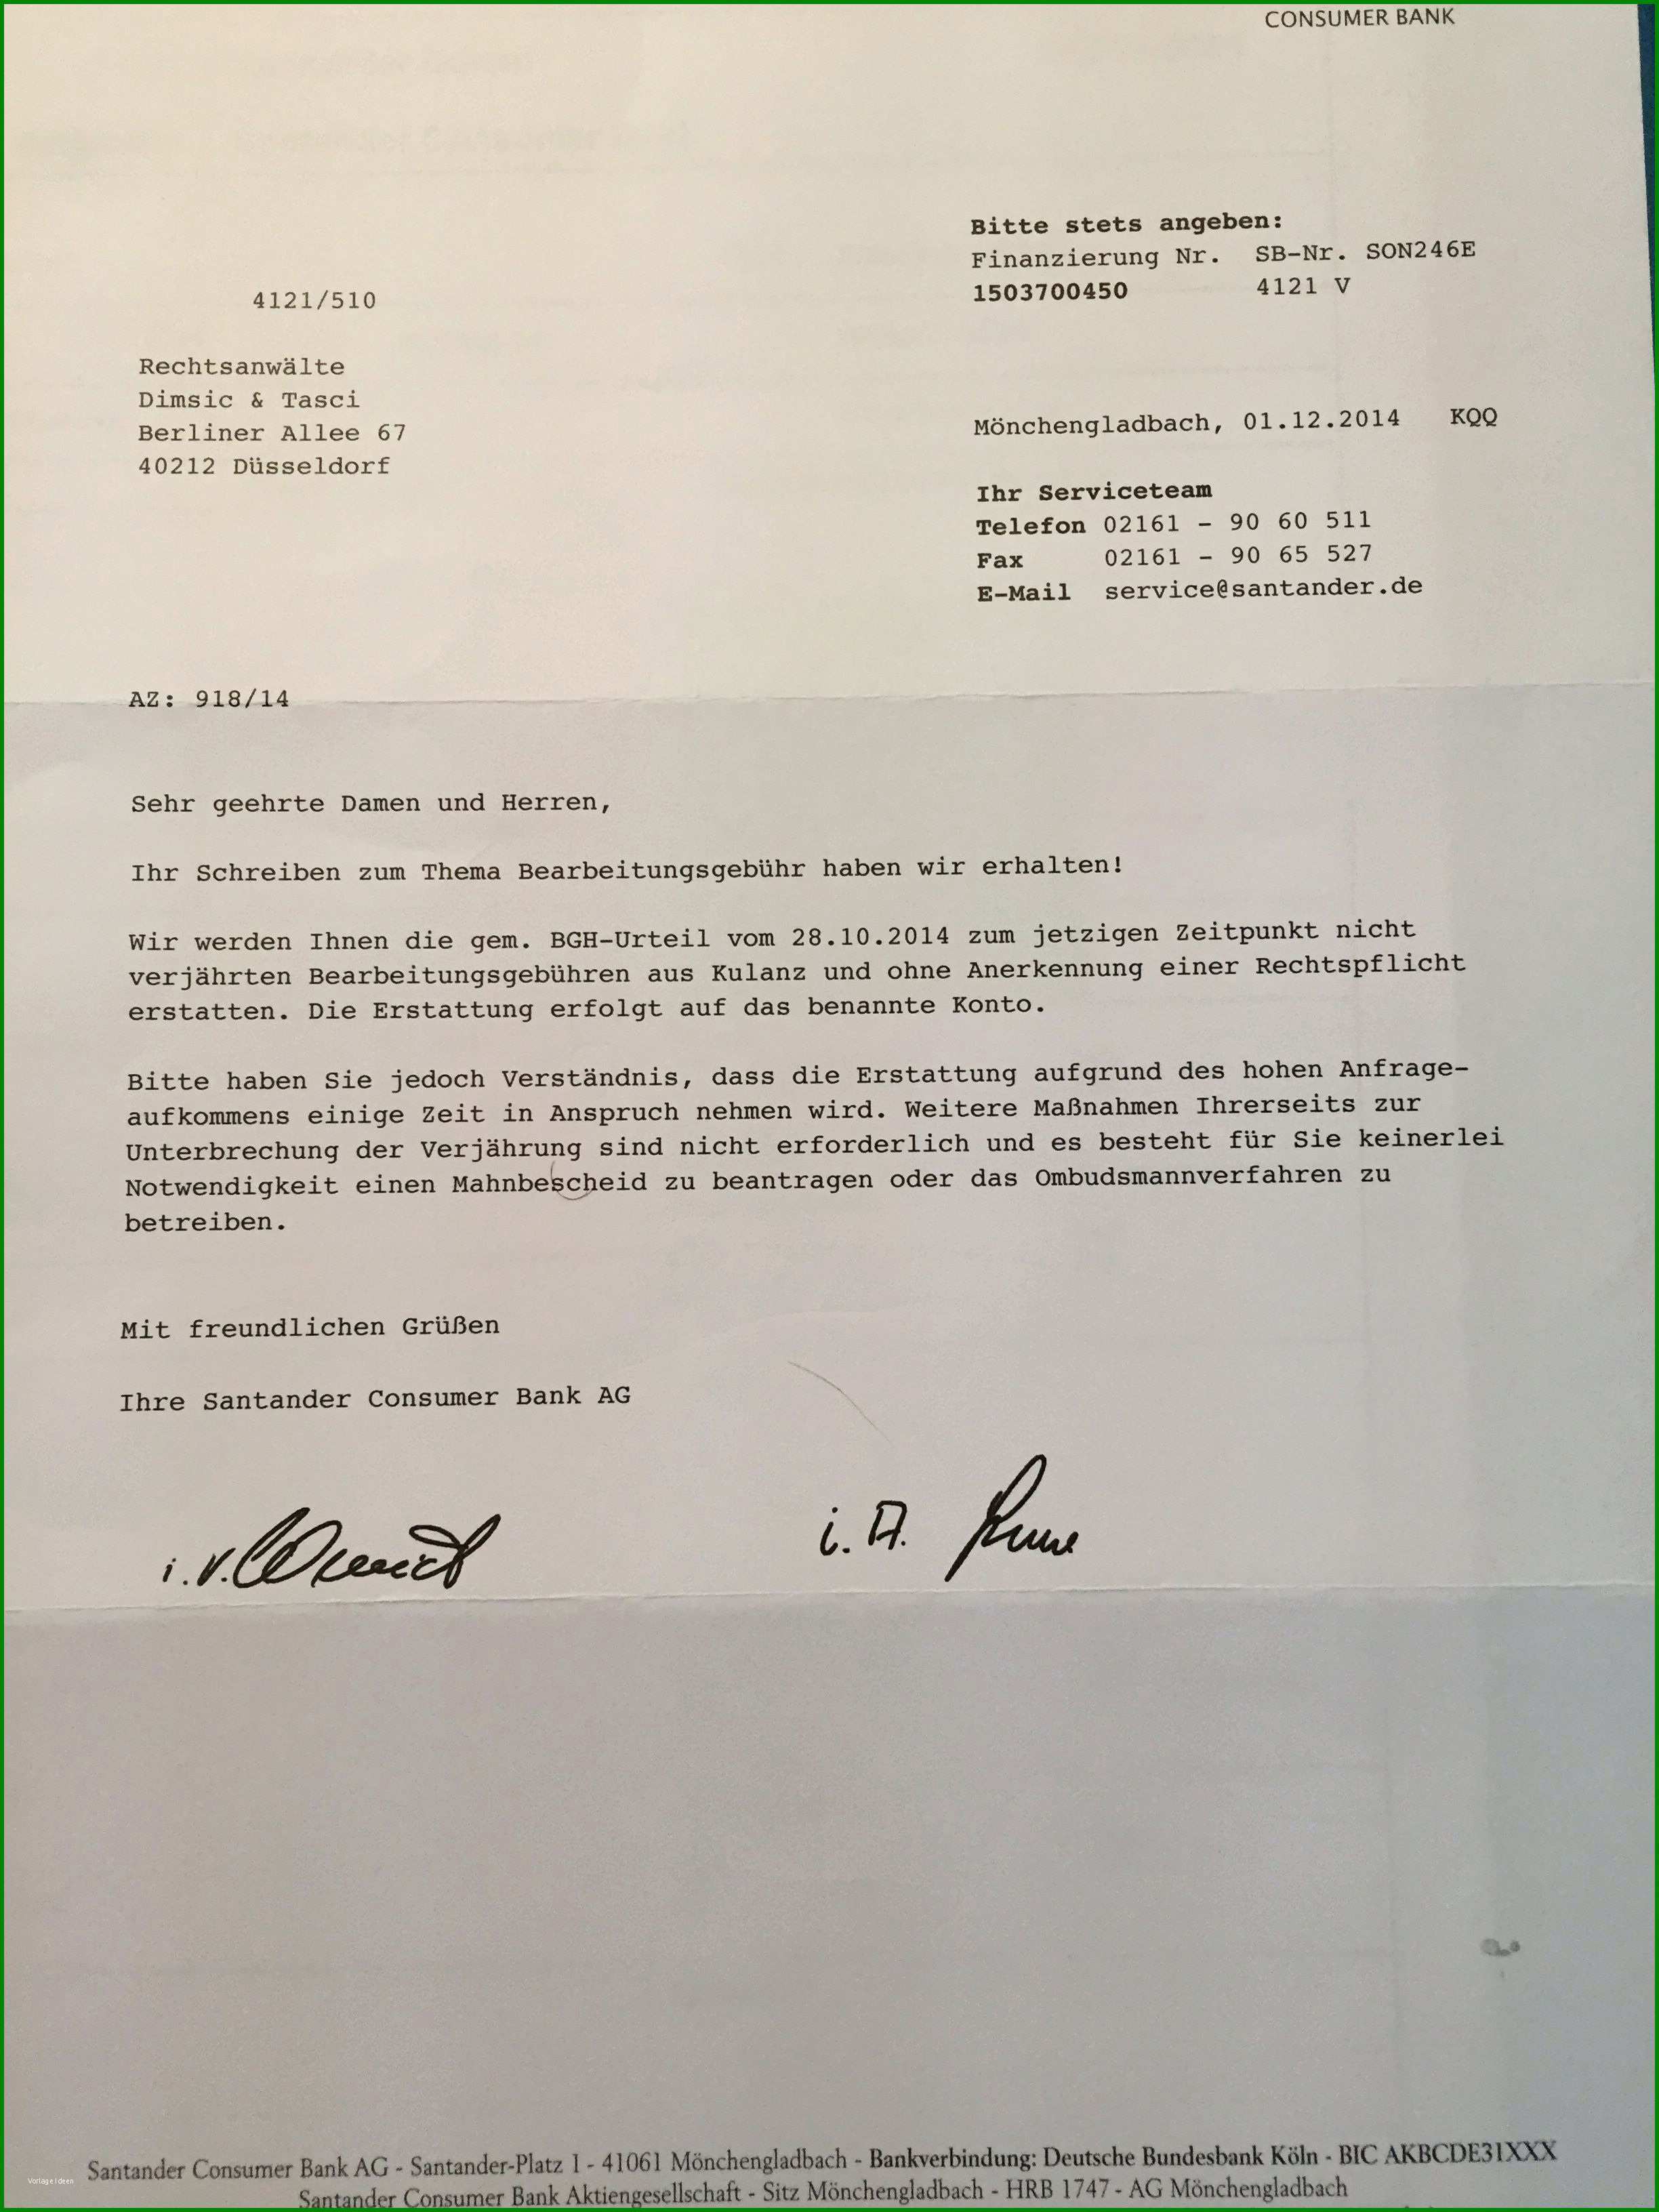 CONSUMER BANK
Bitte stets angeben:
Finanzierung Nr. SB-Nr. SON246E
1503700450 4121 V
4121/510
Rechtsanwälte
Dimsic & Tasci
Berliner Allee 67
40212 Düsseldorf
Mönchengladbach, 01.12.2014 KQQ
Ihr Serviceteam
Telefon 02161 - 90 60 511
Fax 02161 - 90 65 527
E-Mail service@santander.de
AZ: 918/14
Sehr geehrte Damen und Herren,
Ihr Schreiben zum Thema Bearbeitungsgebühr haben wir erhalten!
Wir werden Ihnen die gem. BGH-Urteil vom 28.10.2014 zum jetzigen Zeitpunkt nicht
verjährten Bearbeitungsgebühren aus Kulanz und ohne Anerkennung einer Rechtspflicht
erstatten. Die Erstattung erfolgt auf das benannte Konto.
Bitte haben Sie jedoch Verständnis, dass die Erstattung aufgrund des hohen Anfrage-
aufkommens einige Zeit in Anspruch nehmen wird. Weitere Maßnahmen Ihrerseits zur
Unterbrechung der Verjährung sind nicht erforderlich und es besteht für Sie keinerlei
Notwendigkeit einen Mahnbescheid zu beantragen oder das Ombudsmannverfahren zu
betreiben.
Mit freundlichen Grüßen
Ihre Santander Consumer Bank AG
i.V.
i.A.
Santander Consumer Bank AG - Santander-Platz 1 - 41061 Mönchengladbach - Bankverbindung: Deutsche Bundesbank Köln - BIC AKBCDE31XXX
Santander Consumer Bank Aktiengesellschaft - Sitz Mönchengladbach - HRB 1747 - AG Mönchengladbach
Vorlage Ideen